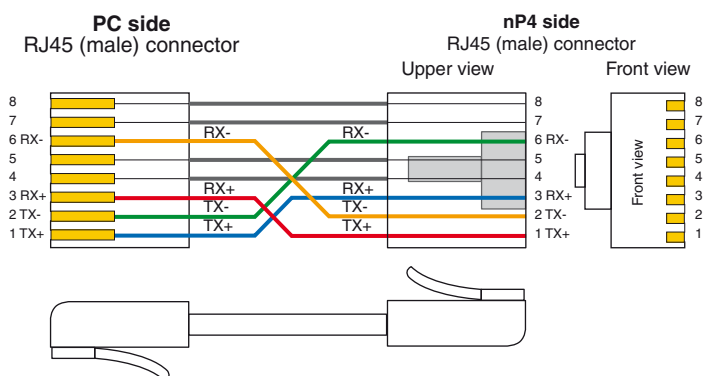 PC side
RJ45 (male) connector
nP4 side
RJ45 (male) connector
Upper view
Front view
8
7
6 RX-
5
4
3 RX+
2 TX-
1 TX+
RX-
RX+
TX-
TX+
RX-
RX+
TX-
TX+
8
7
6 RX-
5
4
3 RX+
2 TX-
1 TX+
Front view
8
7
6
5
4
3
2
1